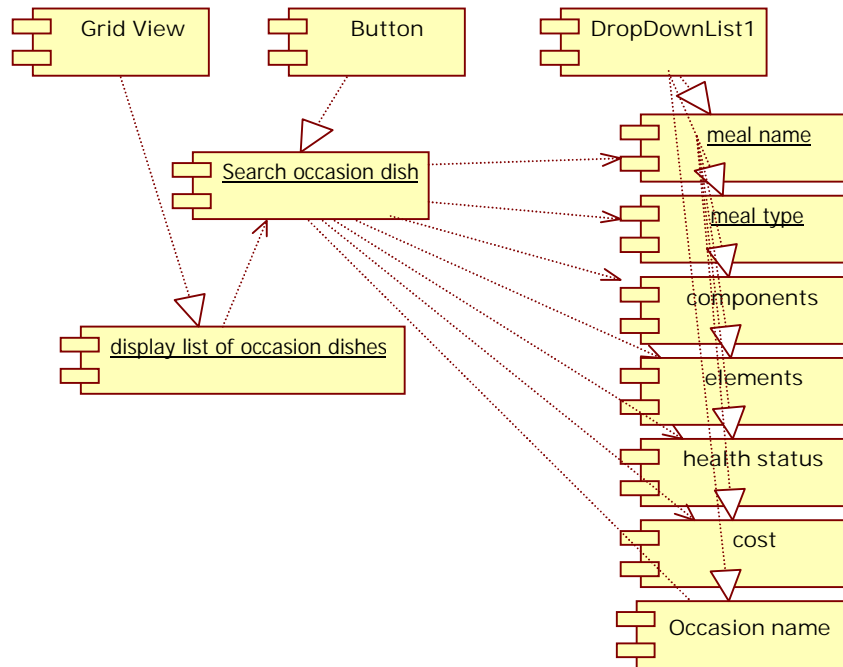 Grid View
Button
DropDownList1
meal name
Search occasion dish
meal type
components
display list of occasion dishes
elements
health status
cost
Occasion name